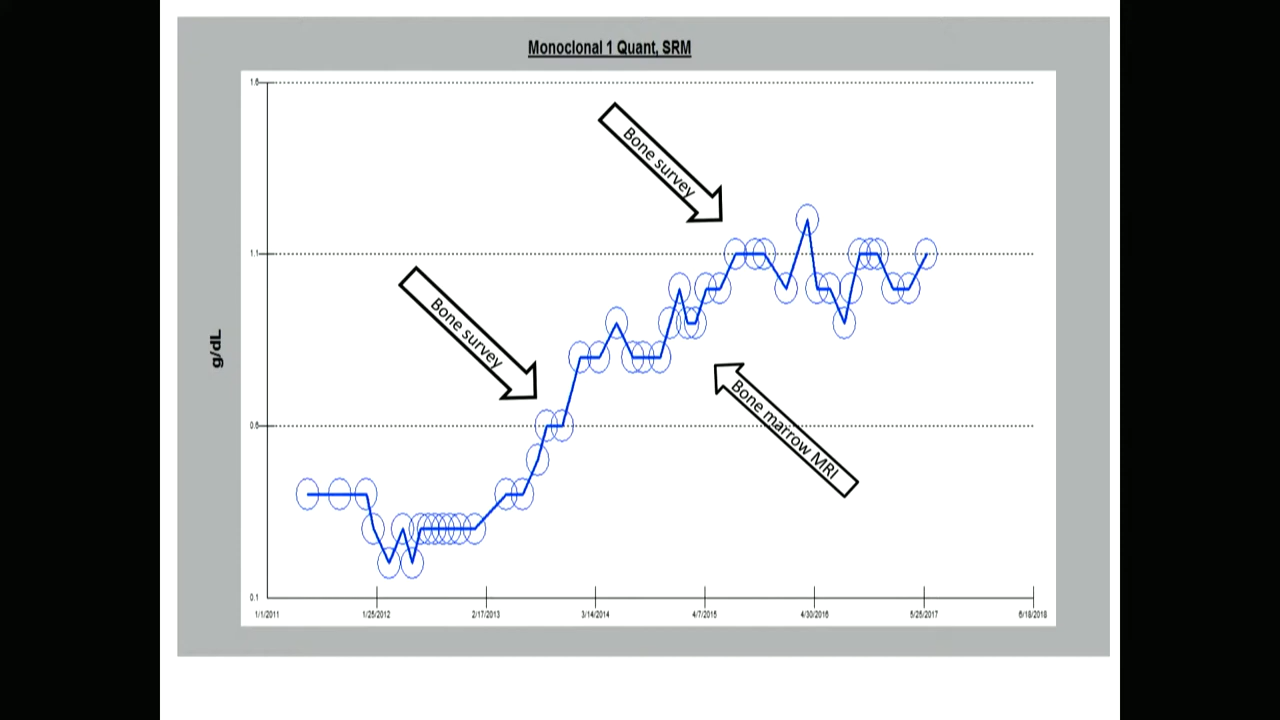 Monoclonal 1 Quant, SRM
1.6
Bone survey
1.1
Bone survey
g/dL
Bone marrow MRI
0.6
0.1
1/1/2011 1/25/2012 2/17/2013 3/14/2014 4/7/2015 4/30/2016 5/25/2017 6/18/2018